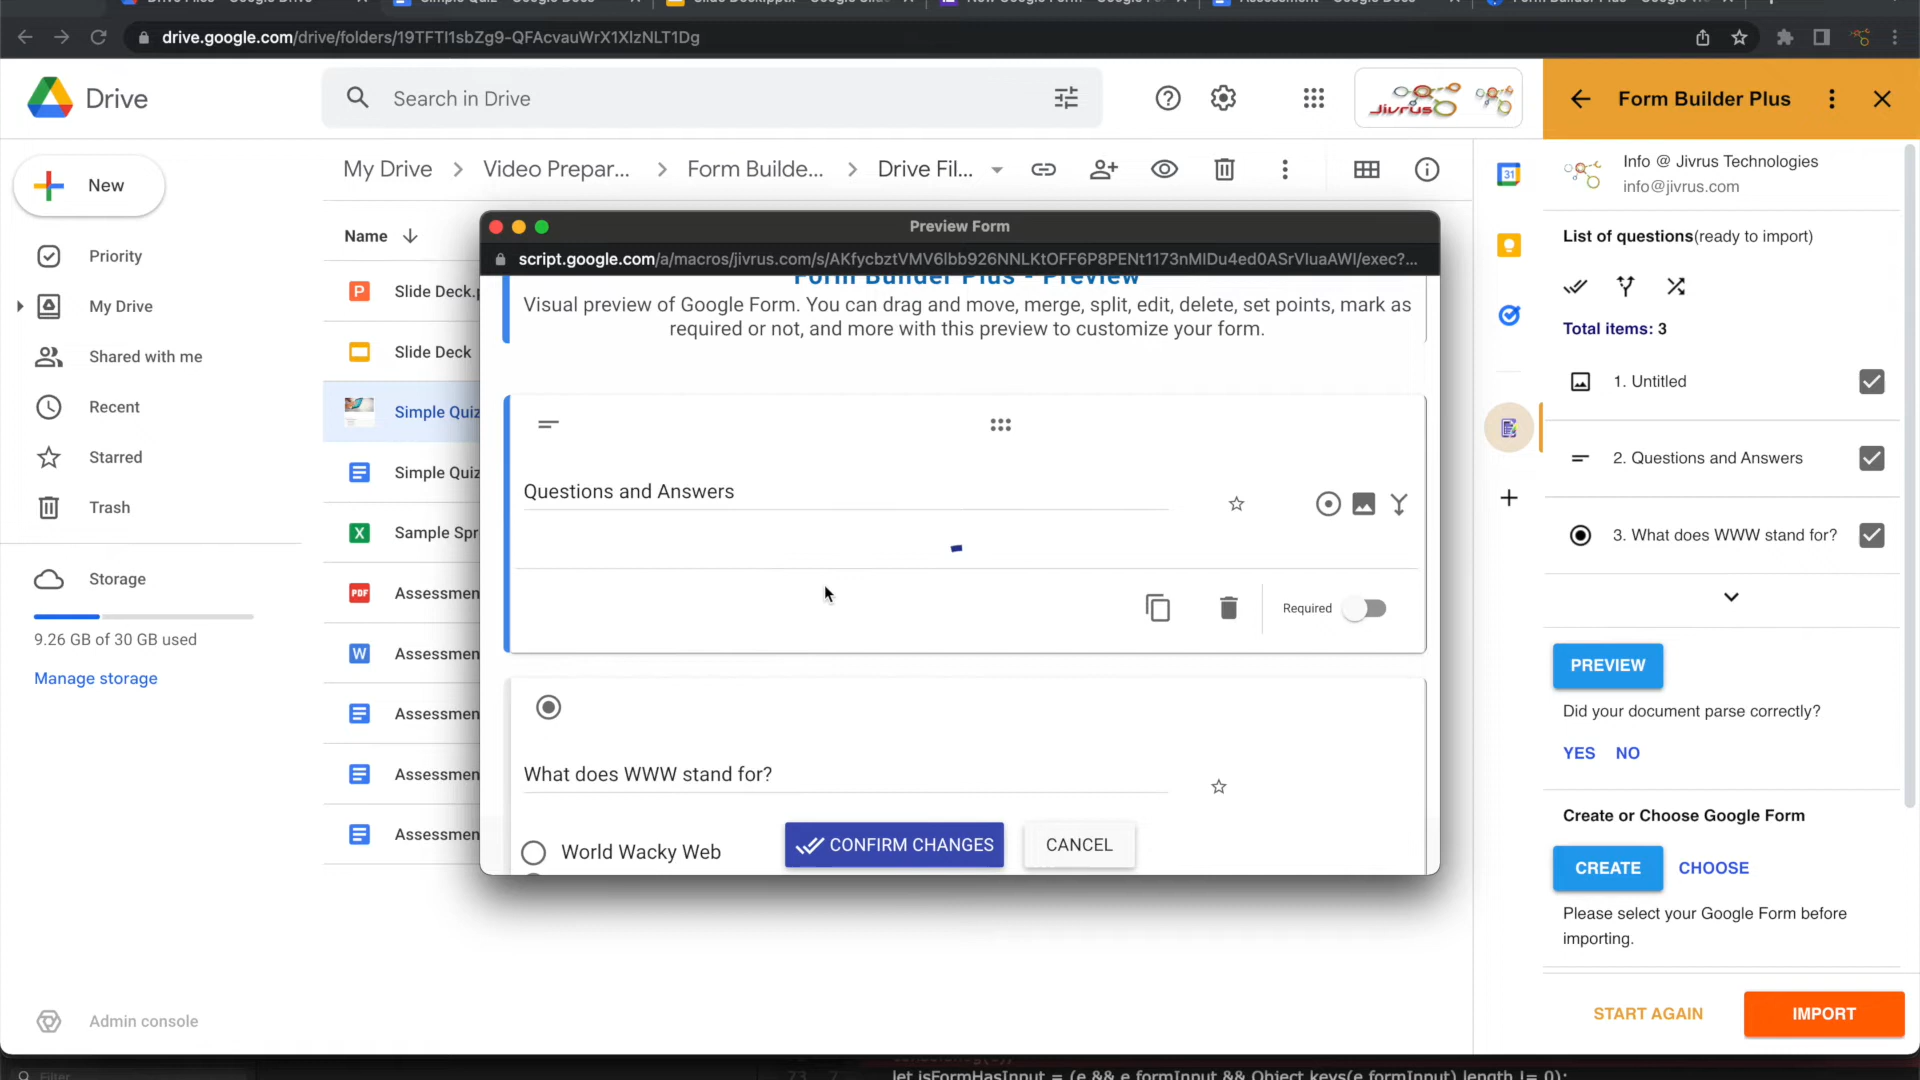 drive.google.com/drive/folders/19TFTI1sbZg9-QFAcvauWrX1XIzNLT1Dg
Drive
Search in Drive
Jivrus
Form Builder Plus
New
Priority
My Drive
Shared with me
Recent
Starred
Trash
Storage
9.26 GB of 30 GB used
Manage storage
Admin console
My Drive
Video Prepar...
Form Builde...
Drive Fil...
Name
Slide Deck.p
Slide Deck
Simple Quiz
Simple Quiz
Sample Spr
Assessmen
Assessmen
Assessmen
Assessmen
Assessmen
Preview Form
script.google.com/a/macros/jivrus.com/s/AKfycbztVMV6lbb926NNLKtOFF6P8PENt1173nMIDu4ed0ASrVIuaAWI/exec?...
Form Builder Plus - Preview
Visual preview of Google Form. You can drag and move, merge, split, edit, delete, set points, mark as
required or not, and more with this preview to customize your form.
Questions and Answers
Required
What does WWW stand for?
World Wacky Web
CONFIRM CHANGES
CANCEL
31
Info @ Jivrus Technologies
info@jivrus.com
List of questions(ready to import)
Total items: 3
1. Untitled
2. Questions and Answers
3. What does WWW stand for?
PREVIEW
Did your document parse correctly?
YES NO
Create or Choose Google Form
CREATE
CHOOSE
Please select your Google Form before
importing.
START AGAIN
IMPORT
Filter
73
let isFormHasInput = (e && e.formInput && Object.keys(e.formInput).length != 0);